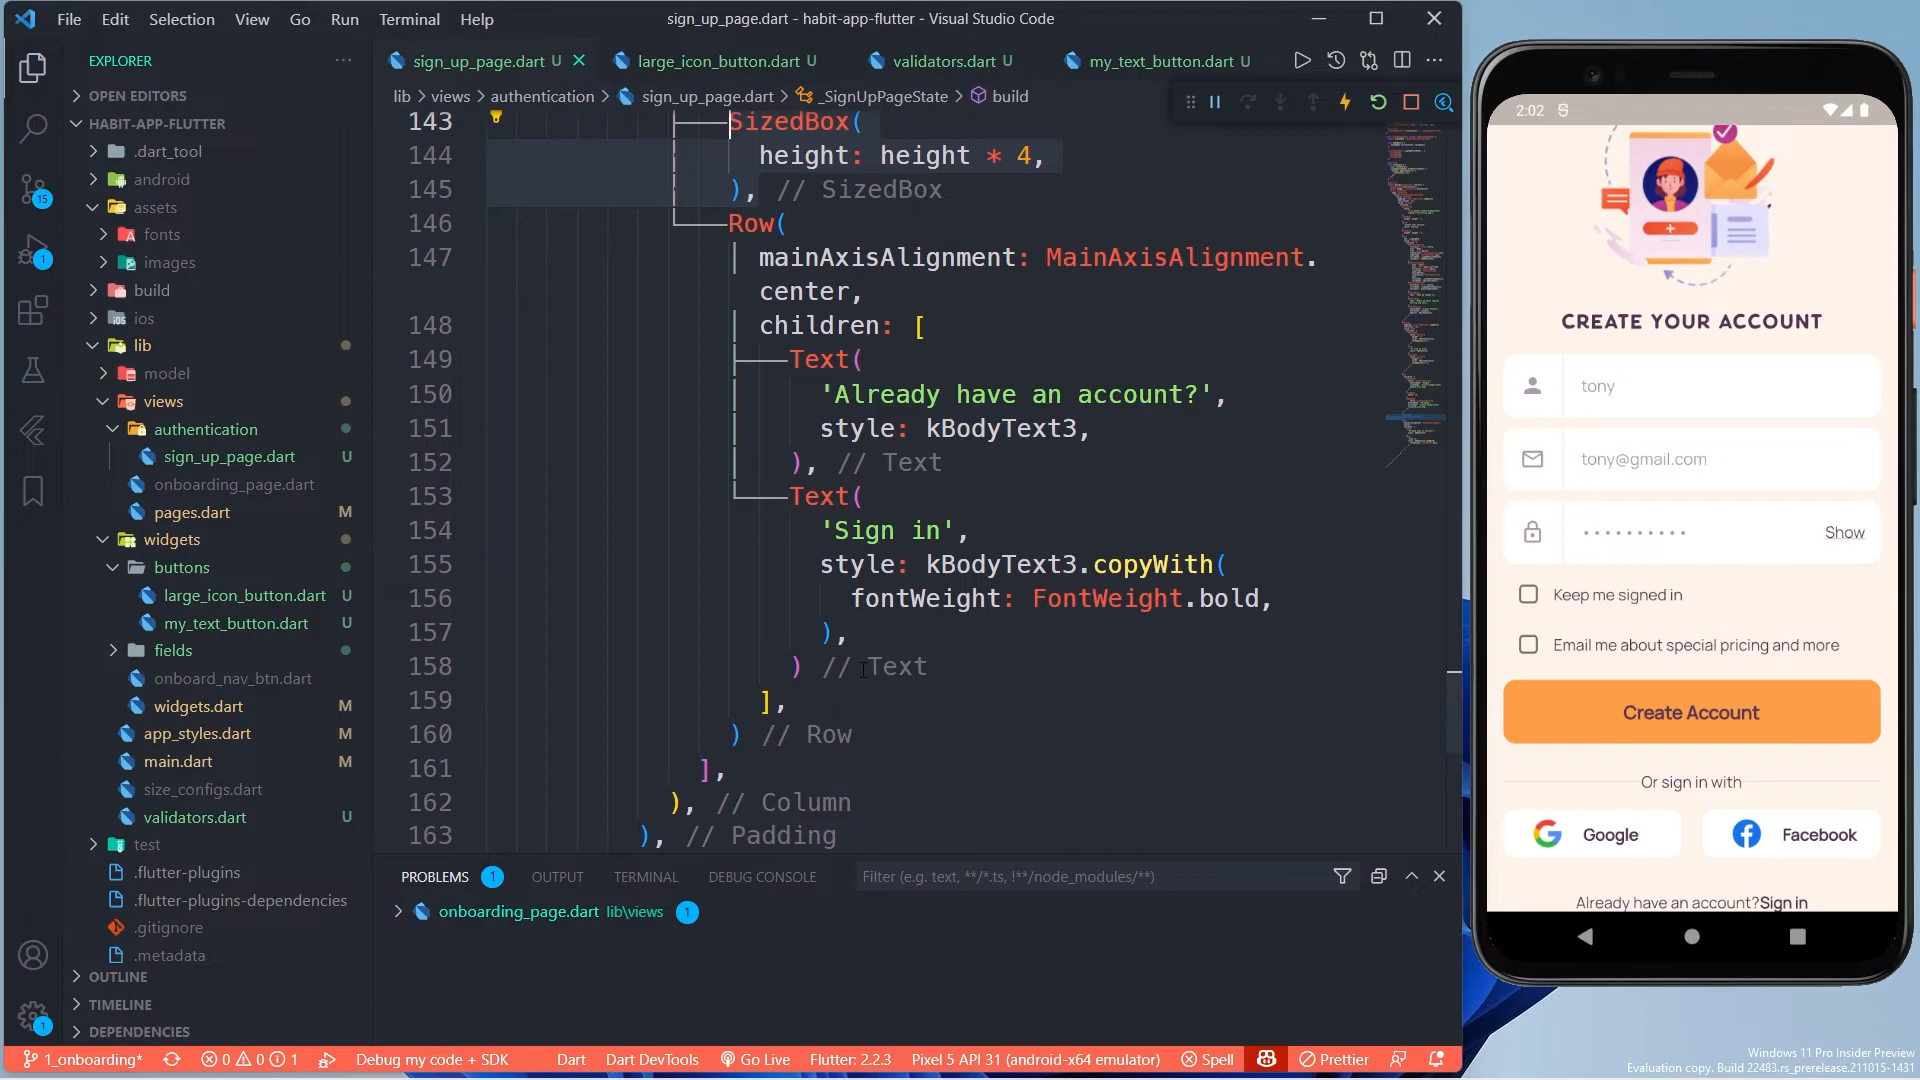 File Edit Selection View Go Run Terminal Help
sign_up_page.dart - habit-app-flutter - Visual Studio Code
EXPLORER
OPEN EDITORS
HABIT-APP-FLUTTER
.dart_tool
android
assets
fonts
images
build
ios
lib
model
views
authentication
sign_up_page.dart U
onboarding_page.dart
pages.dart M
widgets
buttons
large_icon_button.dart U
my_text_button.dart U
fields
onboard_nav_btn.dart
widgets.dart M
app_styles.dart M
main.dart M
size_configs.dart
validators.dart U
test
.flutter-plugins
.flutter-plugins-dependencies
.gitignore
.metadata
OUTLINE
TIMELINE
DEPENDENCIES
15
1
1
sign_up_page.dart U large_icon_button.dart U validators.dart U my_text_button.dart U
lib > views > authentication > sign_up_page.dart > _SignUpPageState > build
143 SizedBox(
144 height: height * 4,
145 ), // SizedBox
146 Row(
147 mainAxisAlignment: MainAxisAlignment.
center,
148 children: [
149 Text(
150 'Already have an account?',
151 style: kBodyText3,
152 ), // Text
153 Text(
154 'Sign in',
155 style: kBodyText3.copyWith(
156 fontWeight: FontWeight.bold,
157 ),
158 ) // Text
159 ],
160 ) // Row
161 ],
162 ), // Column
163 ), // Padding
PROBLEMS 1 OUTPUT TERMINAL DEBUG CONSOLE
Filter (e.g. text, **/*.ts, !**/node_modules/**)
onboarding_page.dart lib\views 1
1_onboarding* 0 0 1 Debug my code + SDK Dart Dart DevTools Go Live Flutter: 2.2.3 Pixel 5 API 31 (android-x64 emulator) Spell Prettier
2:02
CREATE YOUR ACCOUNT
tony
tony@gmail.com
Show
Keep me signed in
Email me about special pricing and more
Create Account
Or sign in with
Google
Facebook
Already have an account?Sign in
Windows 11 Pro Insider Preview
Evaluation copy. Build 22483.rs_prerelease.211015-1431